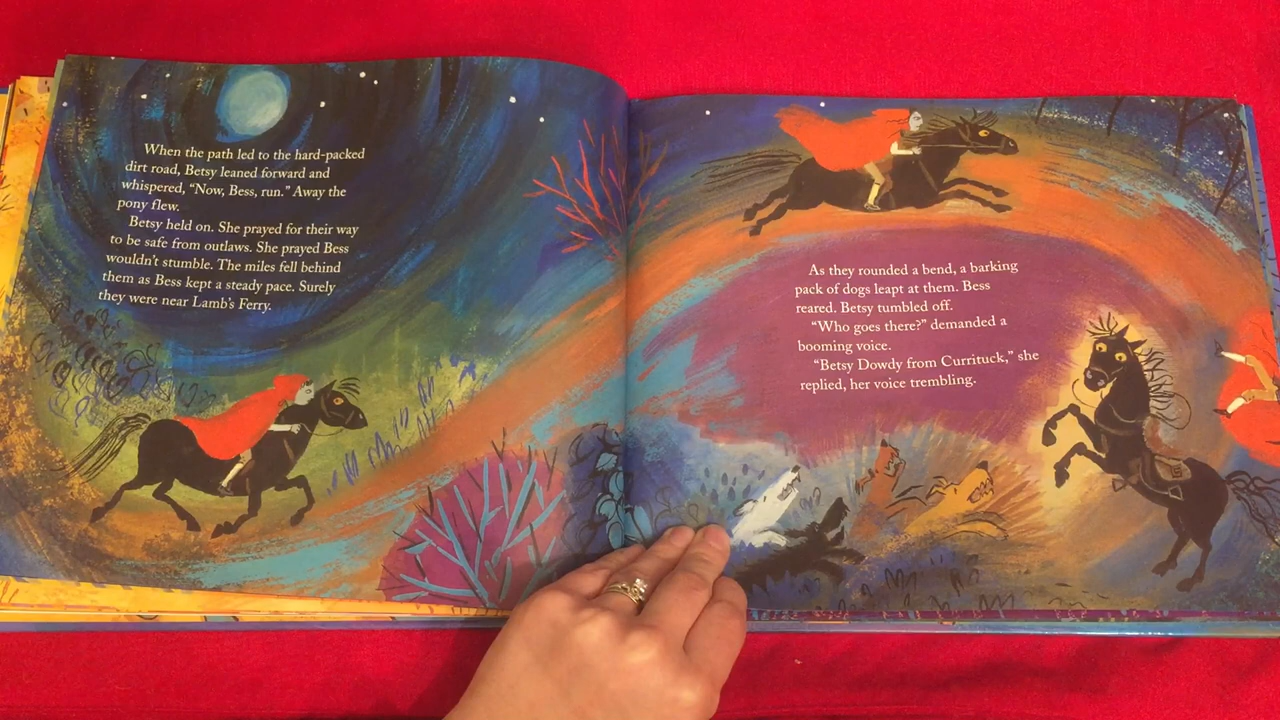 When the path led to the hard-packed
dirt road, Betsy leaned forward and
whispered, “Now, Bess, run.” Away the
pony flew.
Betsy held on. She prayed for their way
to be safe from outlaws. She prayed Bess
wouldn’t stumble. The miles fell behind
them as Bess kept a steady pace. Surely
they were near Lamb’s Ferry.
As they rounded a bend, a barking
pack of dogs leapt at them. Bess
reared. Betsy tumbled off.
“Who goes there?” demanded a
booming voice.
“Betsy Dowdy from Currituck,” she
replied, her voice trembling.